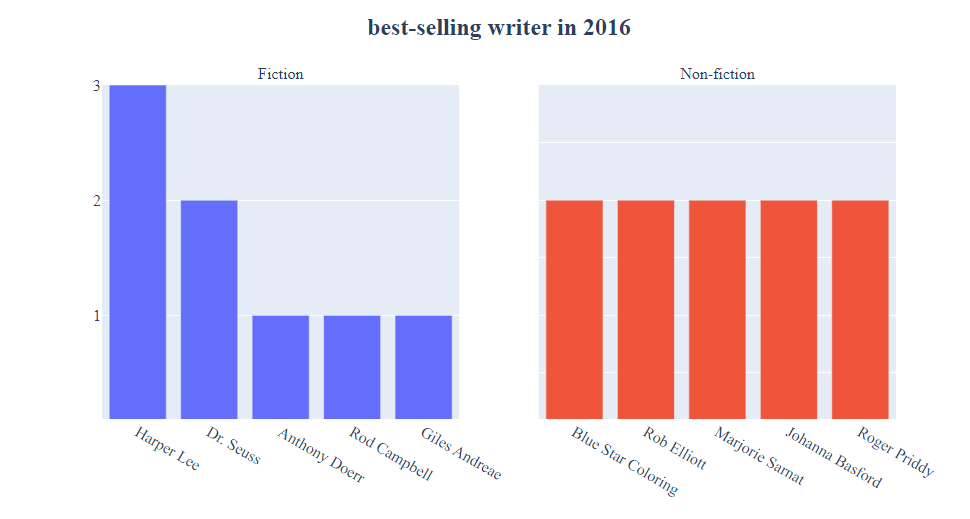 best-selling writer in 2016
Fiction
Non-fiction
3
2
1
Harper Lee
Dr. Seuss
Anthony Doerr
Rod Campbell
Giles Andreae
Blue Star Coloring
Rob Elliott
Marjorie Sarnat
Johanna Basford
Roger Priddy